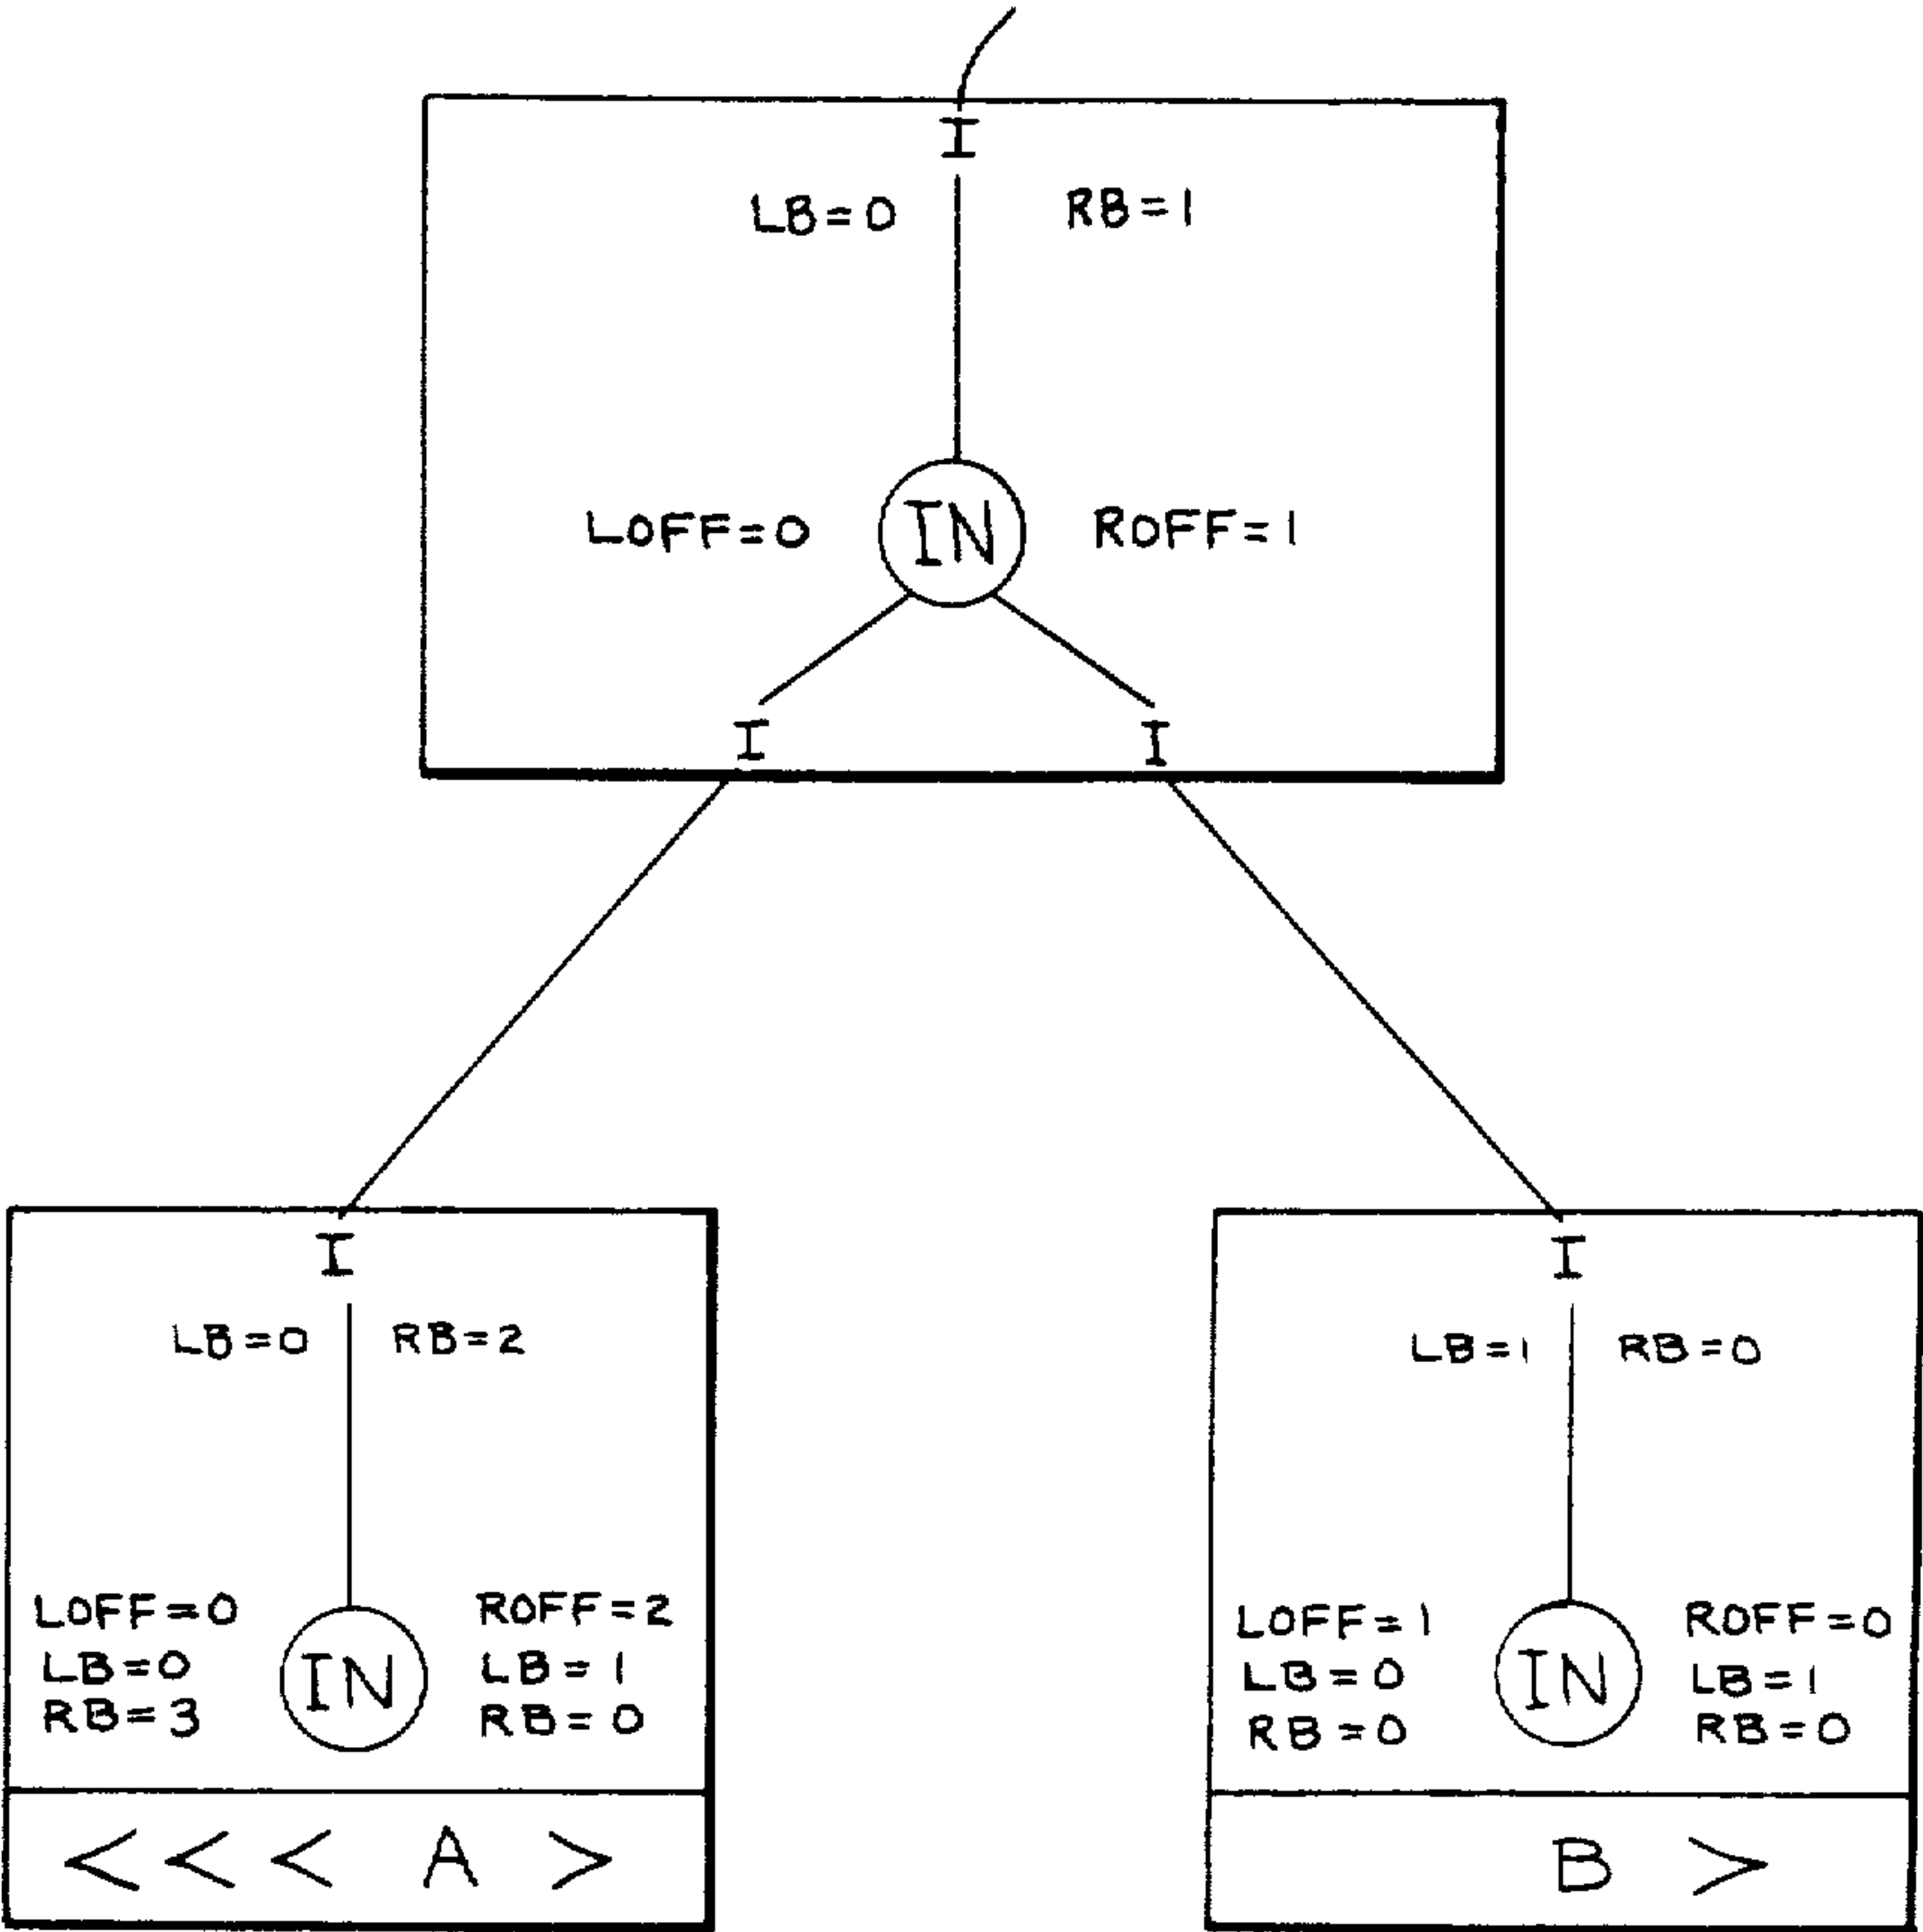 I
LB=0 RB=1
LOFF=0 IN ROFF=1
I I
I I
LB=0 RB=2 LB=1 RB=0
LOFF=0 ROFF=2 LOFF=1 ROFF=0
LB=0 IN LB=1 LB=0 IN LB=1
RB=3 RB=0 RB=0 RB=0
<<< A > B >